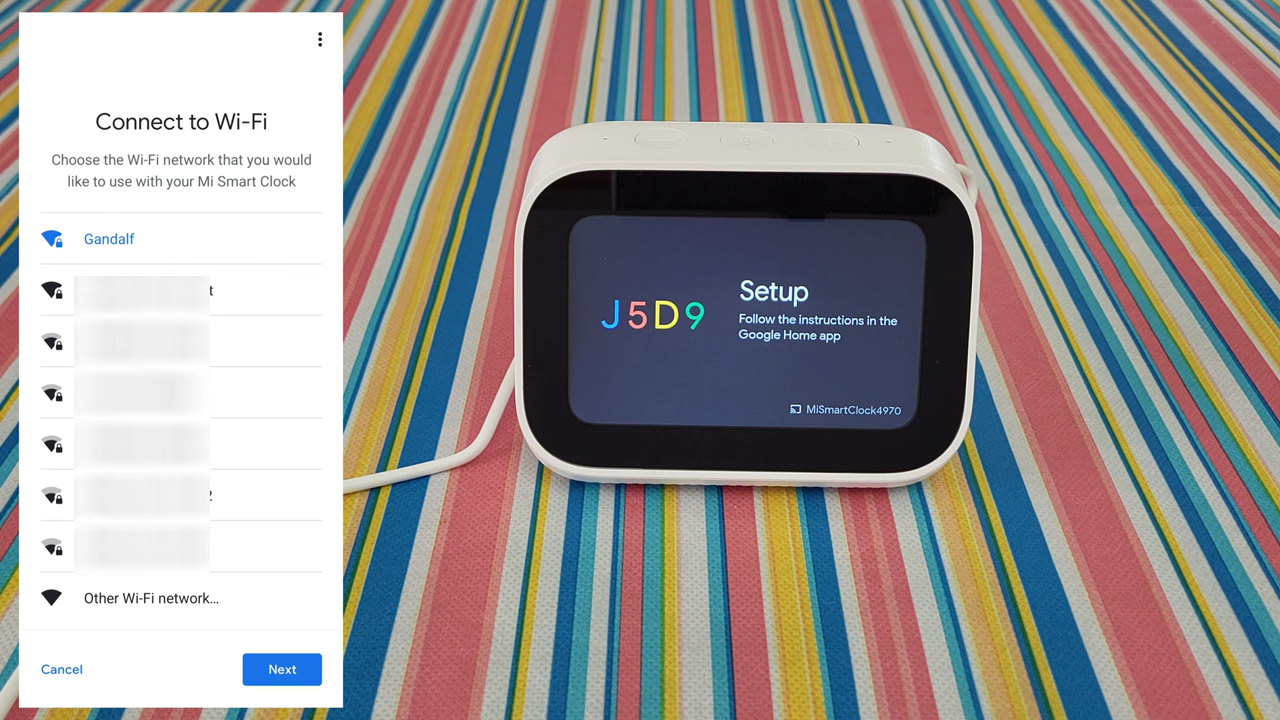 Connect to Wi-Fi
Choose the Wi-Fi network that you would
like to use with your Mi Smart Clock
Gandalf
t
2
Other Wi-Fi network...
Cancel
Next
J5D9
Setup
Follow the instructions in the
Google Home app
MiSmartClock4970